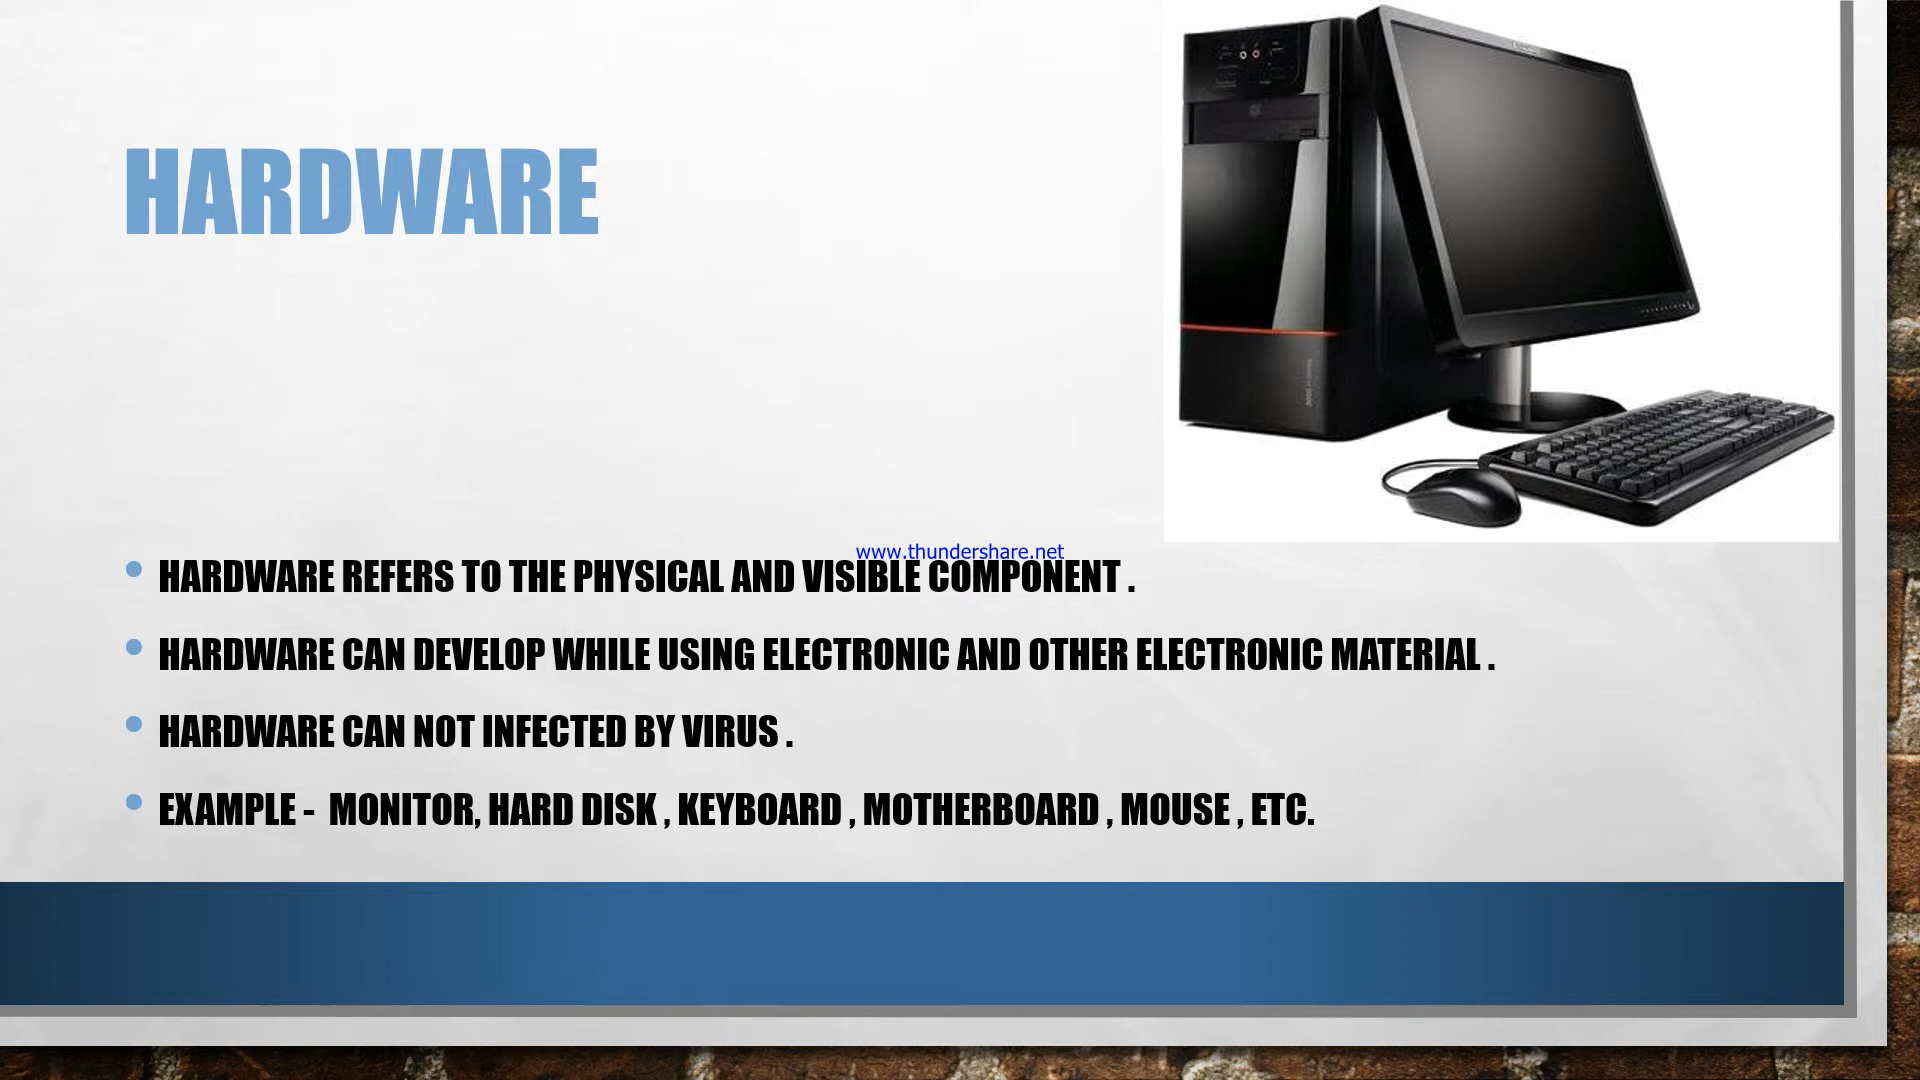 HARDWARE
www.thundershare.net
HARDWARE REFERS TO THE PHYSICAL AND VISIBLE COMPONENT .
HARDWARE CAN DEVELOP WHILE USING ELECTRONIC AND OTHER ELECTRONIC MATERIAL .
HARDWARE CAN NOT INFECTED BY VIRUS .
EXAMPLE - MONITOR, HARD DISK , KEYBOARD , MOTHERBOARD , MOUSE , ETC.